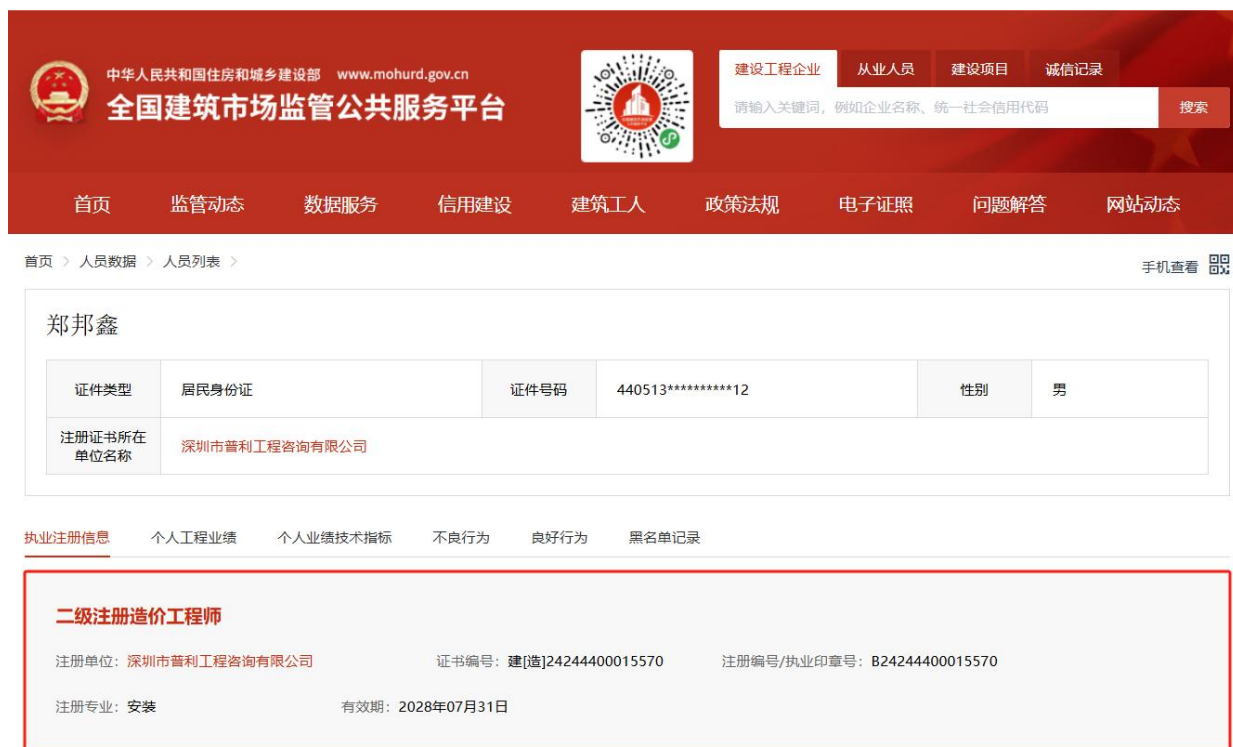 中华人民共和国住房和城乡建设部 www.mohurd.gov.cn
全国建筑市场监管公共服务平台
建设工程企业 从业人员 建设项目 诚信记录
请输入关键词，例如企业名称、统一社会信用代码 搜索
首页 监管动态 数据服务 信用建设 建筑工人 政策法规 电子证照 问题解答 网站动态
首页 > 人员数据 > 人员列表 >
手机查看
郑邦鑫
证件类型 居民身份证 证件号码 440513**********12 性别 男
注册证书所在
单位名称
深圳市普利工程咨询有限公司
执业注册信息 个人工程业绩 个人业绩技术指标 不良行为 良好行为 黑名单记录
二级注册造价工程师
注册单位：深圳市普利工程咨询有限公司 证书编号：建[造]24244400015570 注册编号/执业印章号：B24244400015570
注册专业：安装 有效期：2028年07月31日